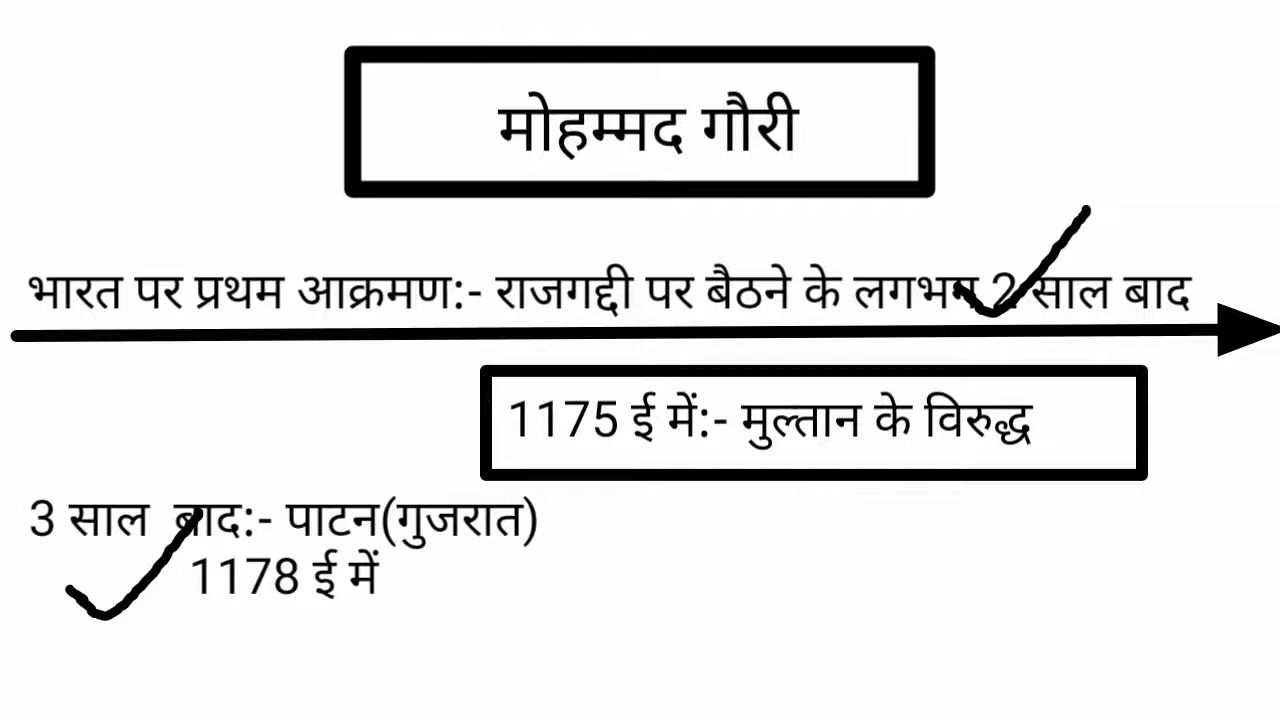 मोहम्मद गौरी
भारत पर प्रथम आक्रमण:- राजगद्दी पर बैठने के लगभग 2 साल बाद
1175 ई में:- मुल्तान के विरुद्ध
3 साल बाद:- पाटन(गुजरात)
1178 ई में